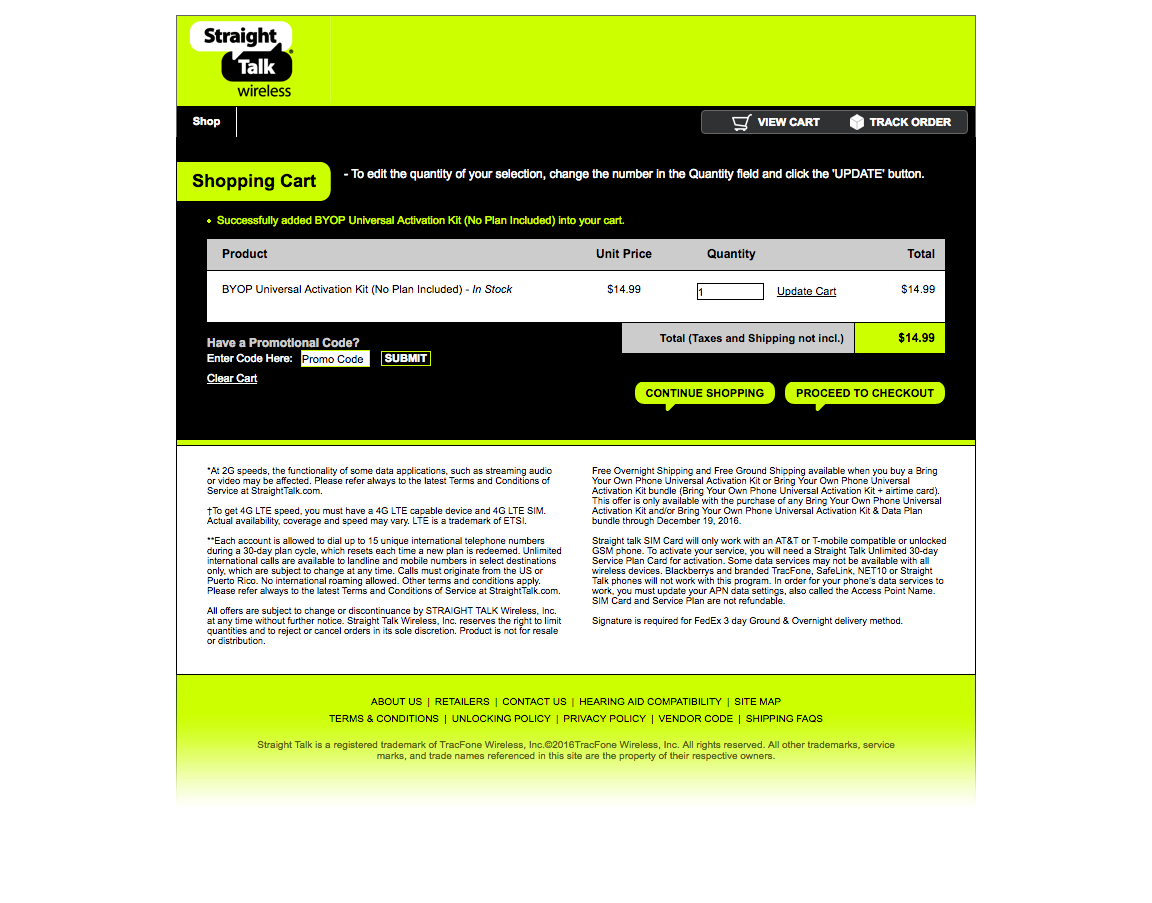 Straight
Talk
wireless
Shop
VIEW CART
TRACK ORDER
Shopping Cart
- To edit the quantity of your selection, change the number in the Quantity field and click the 'UPDATE' button.
• Successfully added BYOP Universal Activation Kit (No Plan Included) into your cart.
Product Unit Price Quantity Total
BYOP Universal Activation Kit (No Plan Included) - In Stock $14.99 1 Update Cart $14.99
Total (Taxes and Shipping not incl.) $14.99
Have a Promotional Code?
Enter Code Here: Promo Code SUBMIT
Clear Cart
CONTINUE SHOPPING PROCEED TO CHECKOUT
*At 2G speeds, the functionality of some data applications, such as streaming audio
or video may be affected. Please refer always to the latest Terms and Conditions of
Service at StraightTalk.com.
†To get 4G LTE speed, you must have a 4G LTE capable device and 4G LTE SIM.
Actual availability, coverage and speed may vary. LTE is a trademark of ETSI.
**Each account is allowed to dial up to 15 unique international telephone numbers
during a 30-day plan cycle, which resets each time a new plan is redeemed. Unlimited
international calls are available to landline and mobile numbers in select destinations
only, which are subject to change at any time. Calls must originate from the US or
Puerto Rico. No international roaming allowed. Other terms and conditions apply.
Please refer always to the latest Terms and Conditions of Service at StraightTalk.com.
All offers are subject to change or discontinuance by STRAIGHT TALK Wireless, Inc.
at any time without further notice. Straight Talk Wireless, Inc. reserves the right to limit
quantities and to reject or cancel orders in its sole discretion. Product is not for resale
or distribution.
Free Overnight Shipping and Free Ground Shipping available when you buy a Bring
Your Own Phone Universal Activation Kit or Bring Your Own Phone Universal
Activation Kit bundle (Bring Your Own Phone Universal Activation Kit + airtime card).
This offer is only available with the purchase of any Bring Your Own Phone Universal
Activation Kit and/or Bring Your Own Phone Universal Activation Kit & Data Plan
bundle through December 19, 2016.
Straight talk SIM Card will only work with an AT&T or T-mobile compatible or unlocked
GSM phone. To activate your service, you will need a Straight Talk Unlimited 30-day
Service Plan Card for activation. Some data services may not be available with all
wireless devices. Blackberrys and branded TracFone, SafeLink, NET10 or Straight
Talk phones will not work with this program. In order for your phone's data services to
work, you must update your APN data settings, also called the Access Point Name.
SIM Card and Service Plan are not refundable.
Signature is required for FedEx 3 day Ground & Overnight delivery method.
ABOUT US | RETAILERS | CONTACT US | HEARING AID COMPATIBILITY | SITE MAP
TERMS & CONDITIONS | UNLOCKING POLICY | PRIVACY POLICY | VENDOR CODE | SHIPPING FAQS
Straight Talk is a registered trademark of TracFone Wireless, Inc.©2016TracFone Wireless, Inc. All rights reserved. All other trademarks, service
marks, and trade names referenced in this site are the property of their respective owners.